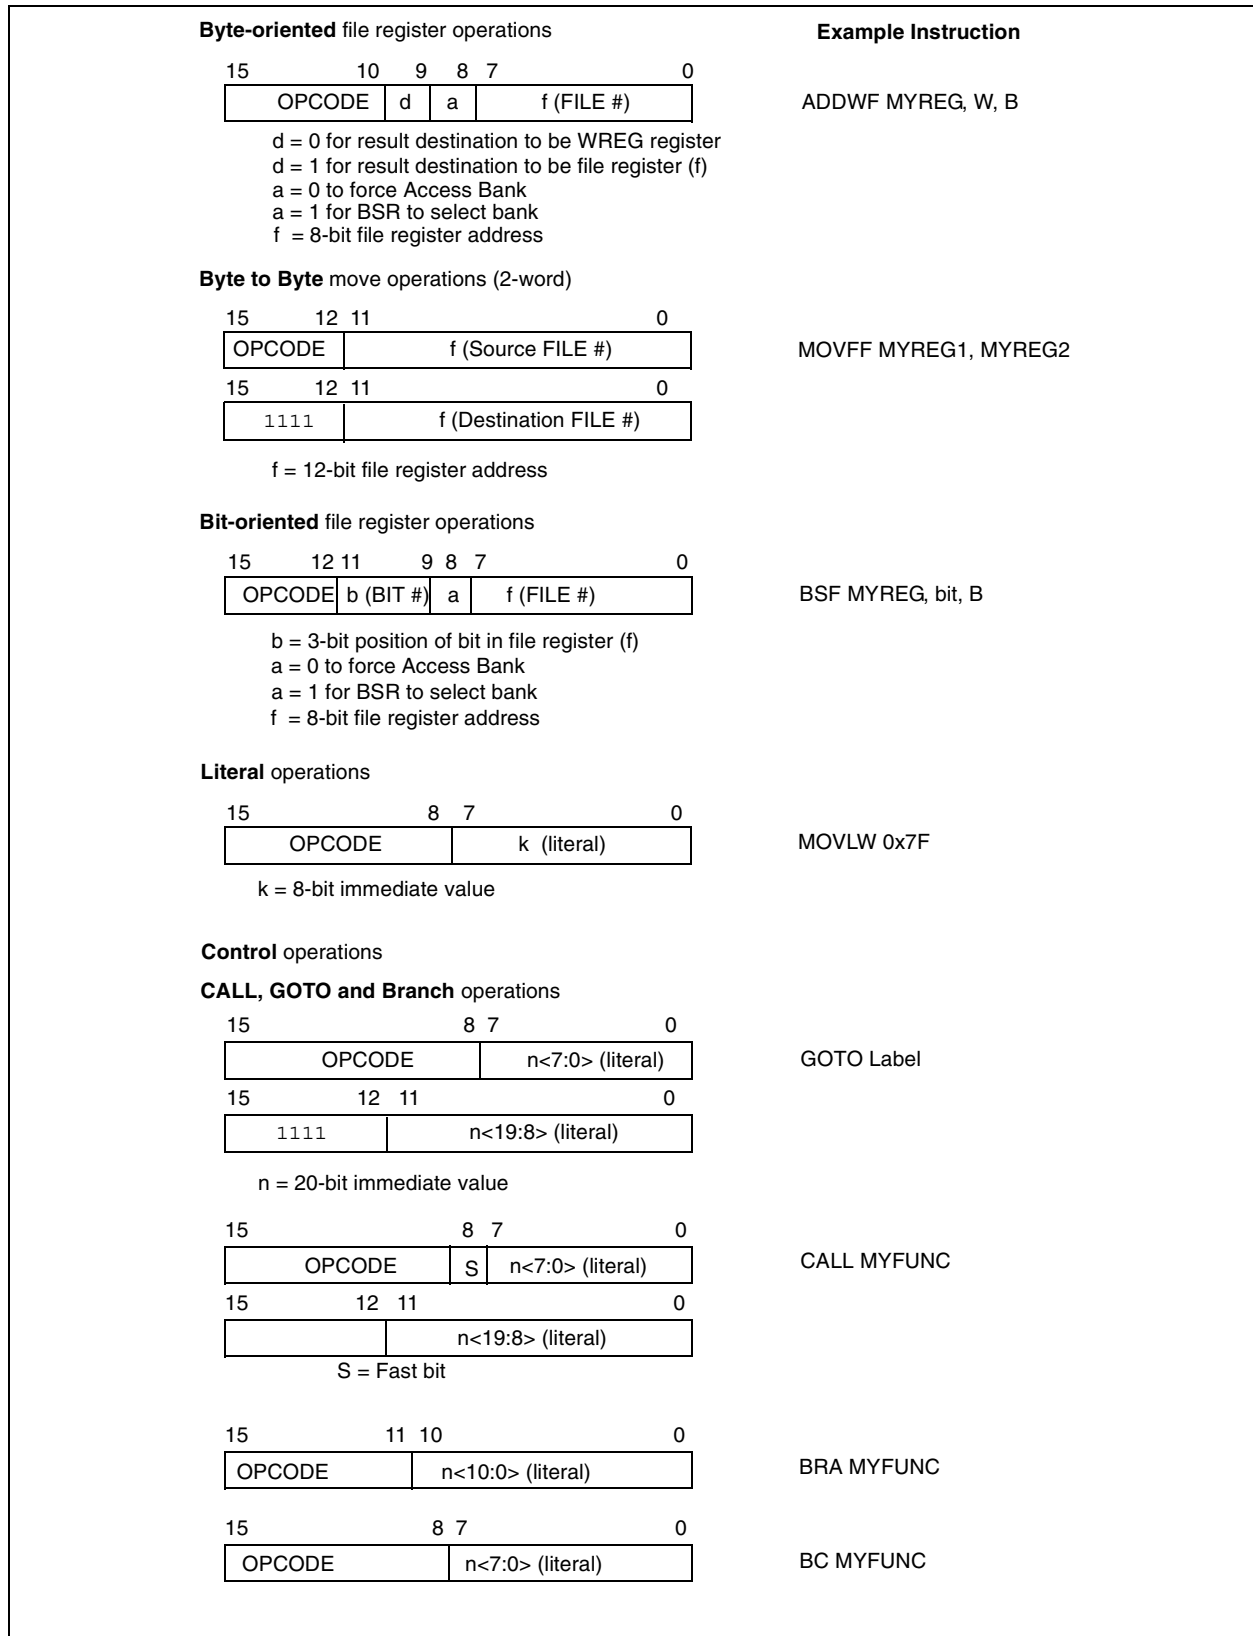 Byte-oriented file register operations Example Instruction
15 10 9 8 7 0
OPCODE d a f (FILE #) ADDWF MYREG, W, B
d = 0 for result destination to be WREG register
d = 1 for result destination to be file register (f)
a = 0 to force Access Bank
a = 1 for BSR to select bank
f = 8-bit file register address
Byte to Byte move operations (2-word)
15 12 11 0
OPCODE f (Source FILE #) MOVFF MYREG1, MYREG2
15 12 11 0
1111 f (Destination FILE #)
f = 12-bit file register address
Bit-oriented file register operations
15 12 11 9 8 7 0
OPCODE b (BIT #) a f (FILE #) BSF MYREG, bit, B
b = 3-bit position of bit in file register (f)
a = 0 to force Access Bank
a = 1 for BSR to select bank
f = 8-bit file register address
Literal operations
15 8 7 0
OPCODE k (literal) MOVLW 0x7F
k = 8-bit immediate value
Control operations
CALL, GOTO and Branch operations
15 8 7 0
OPCODE n<7:0> (literal) GOTO Label
15 12 11 0
1111 n<19:8> (literal)
n = 20-bit immediate value
15 8 7 0
OPCODE S n<7:0> (literal) CALL MYFUNC
15 12 11 0
n<19:8> (literal)
S = Fast bit
15 11 10 0
OPCODE n<10:0> (literal) BRA MYFUNC
15 8 7 0
OPCODE n<7:0> (literal) BC MYFUNC